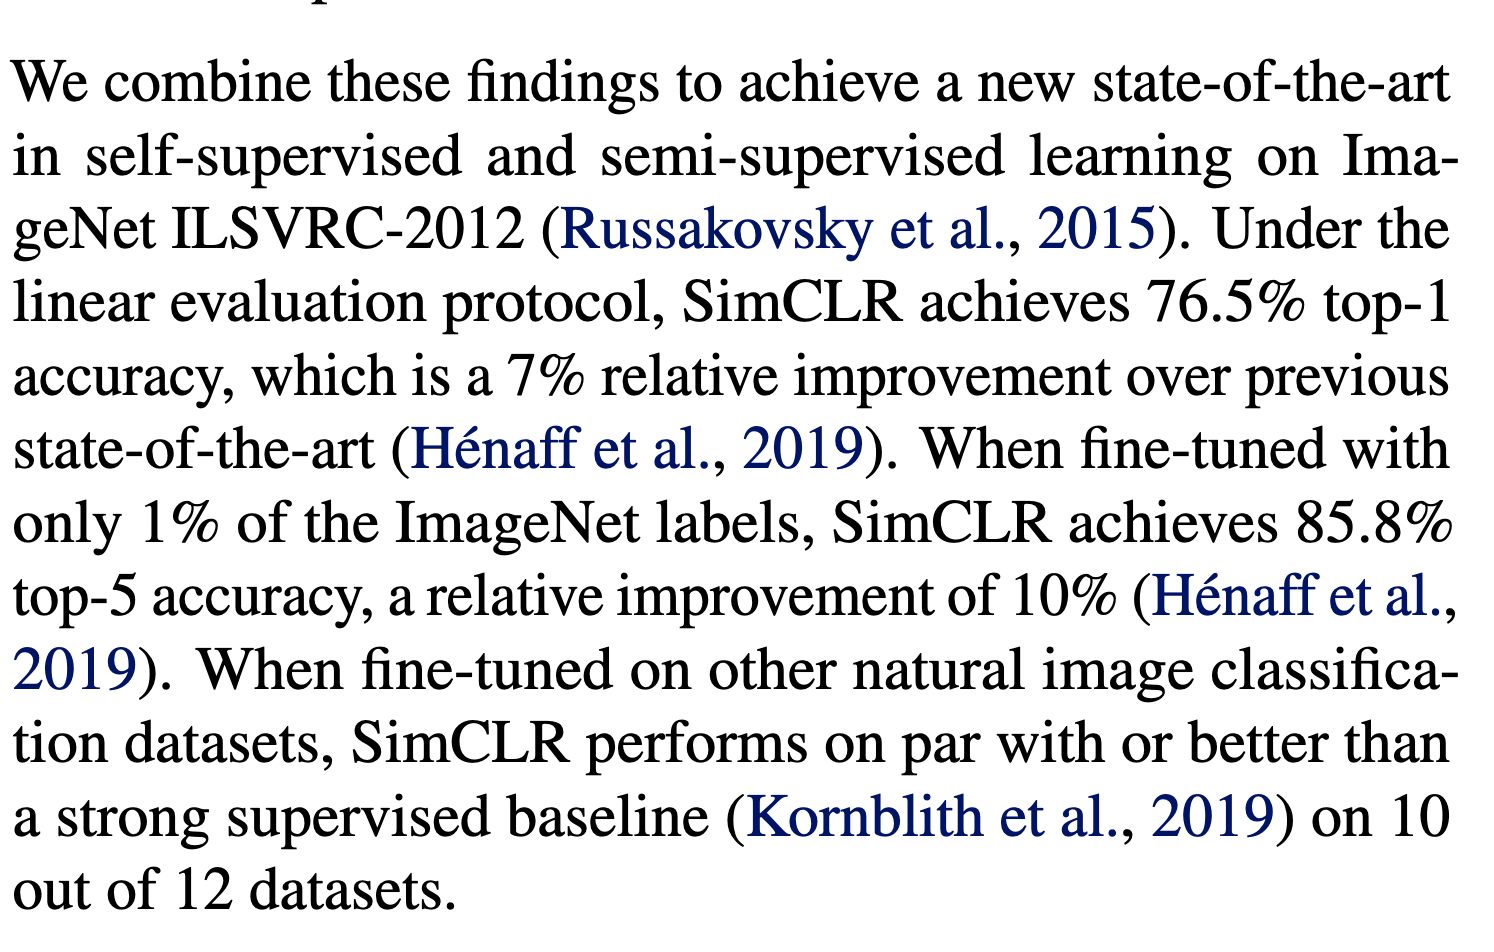 We combine these findings to achieve a new state-of-the-art
in self-supervised and semi-supervised learning on Ima-
geNet ILSVRC-2012 (Russakovsky et al., 2015). Under the
linear evaluation protocol, SimCLR achieves 76.5% top-1
accuracy, which is a 7% relative improvement over previous
state-of-the-art (Hénaff et al., 2019). When fine-tuned with
only 1% of the ImageNet labels, SimCLR achieves 85.8%
top-5 accuracy, a relative improvement of 10% (Hénaff et al.,
2019). When fine-tuned on other natural image classifica-
tion datasets, SimCLR performs on par with or better than
a strong supervised baseline (Kornblith et al., 2019) on 10
out of 12 datasets.